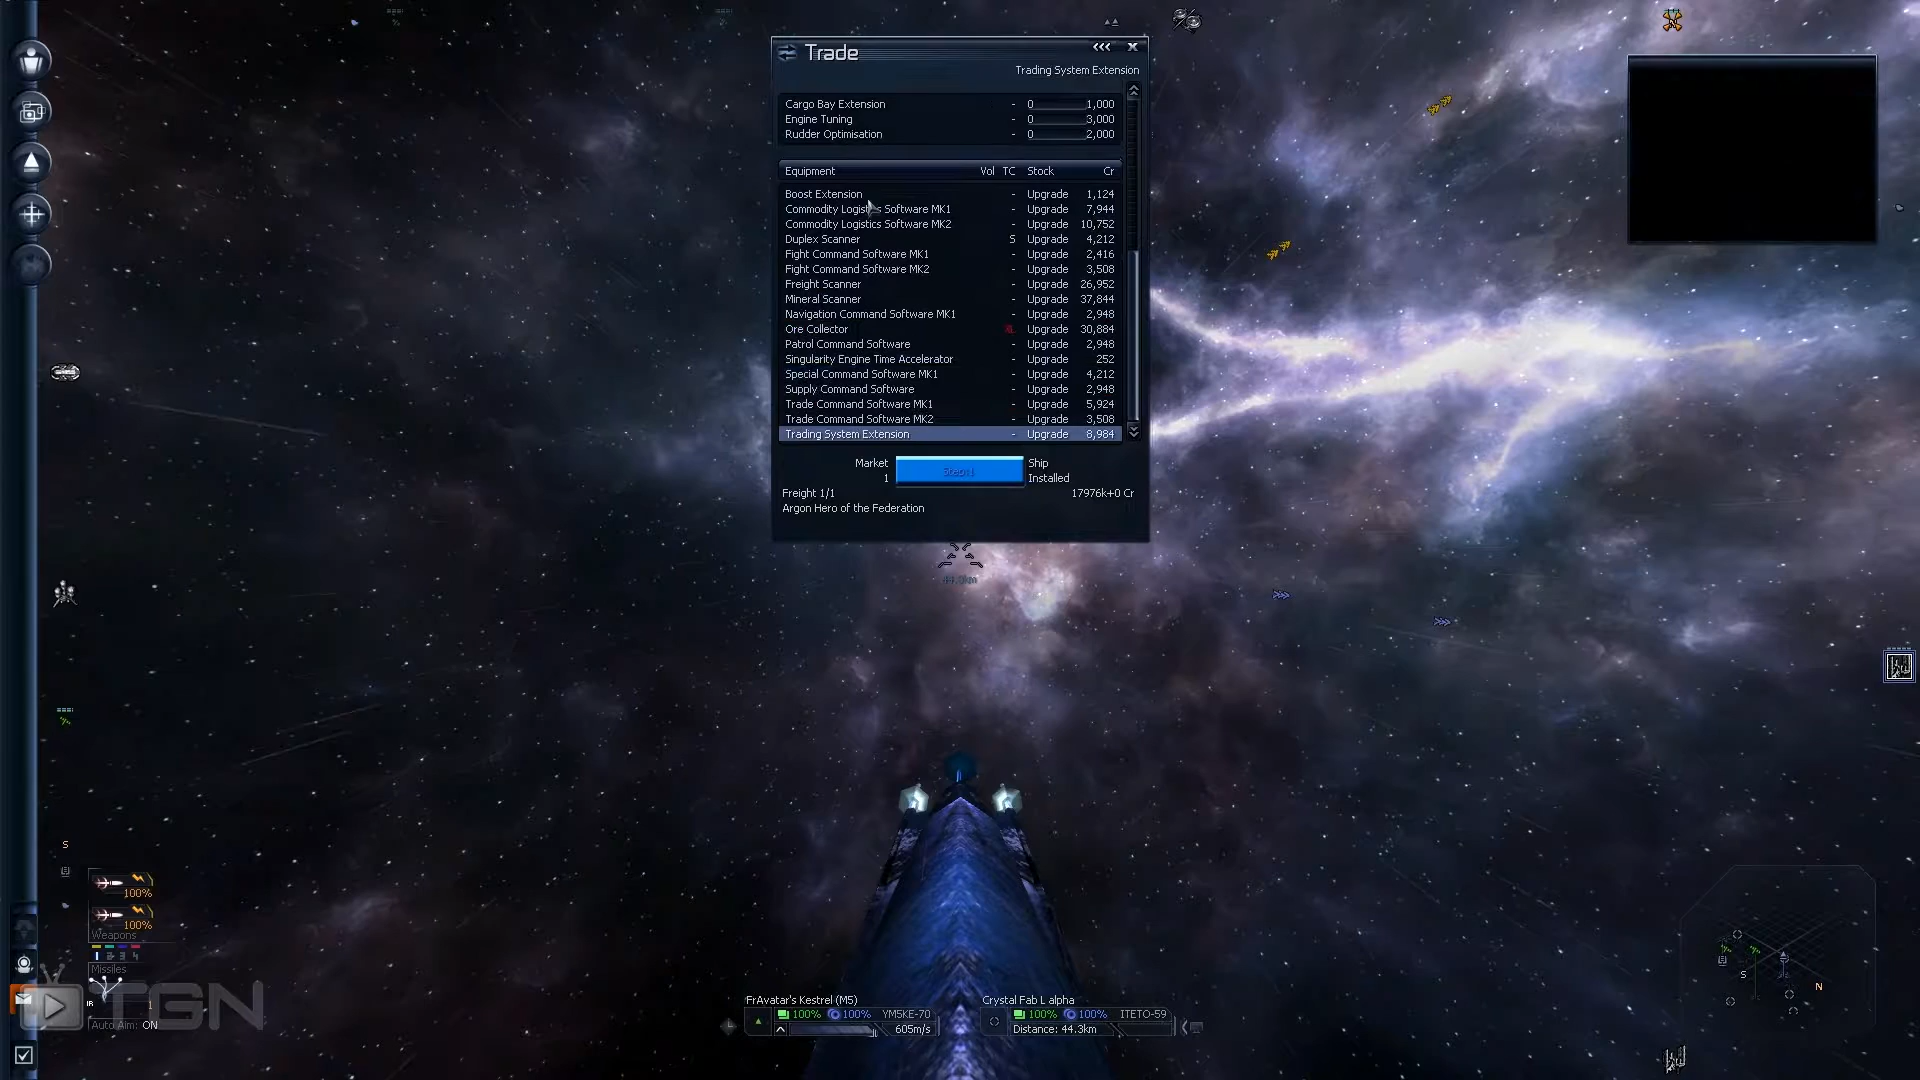 Trade
Trading System Extension
Cargo Bay Extension - 0 1,000
Engine Tuning - 0 3,000
Rudder Optimisation - 0 2,000
Equipment Vol TC Stock Cr
Boost Extension - Upgrade 1,124
Commodity Logistics Software MK1 - Upgrade 7,944
Commodity Logistics Software MK2 - Upgrade 10,752
Duplex Scanner S Upgrade 4,212
Fight Command Software MK1 - Upgrade 2,416
Fight Command Software MK2 - Upgrade 3,508
Freight Scanner - Upgrade 26,952
Mineral Scanner - Upgrade 37,844
Navigation Command Software MK1 - Upgrade 2,948
Ore Collector XL Upgrade 30,884
Patrol Command Software - Upgrade 2,948
Singularity Engine Time Accelerator - Upgrade 252
Special Command Software MK1 - Upgrade 4,212
Supply Command Software - Upgrade 2,948
Trade Command Software MK1 - Upgrade 5,924
Trade Command Software MK2 - Upgrade 3,508
Trading System Extension - Upgrade 8,984
Market Step:1 Ship
1 Installed
Freight 1/1 17976k+0 Cr
Argon Hero of the Federation
S
100%
100%
Weapons
1 2 3 4
Missiles
IR 1
Auto Aim: ON
TGN
FrAvatar's Kestrel (M5)
100% 100% YM5KE-70
605m/s
Crystal Fab L alpha
100% 100% ITETO-59
Distance: 44.3km
S
N